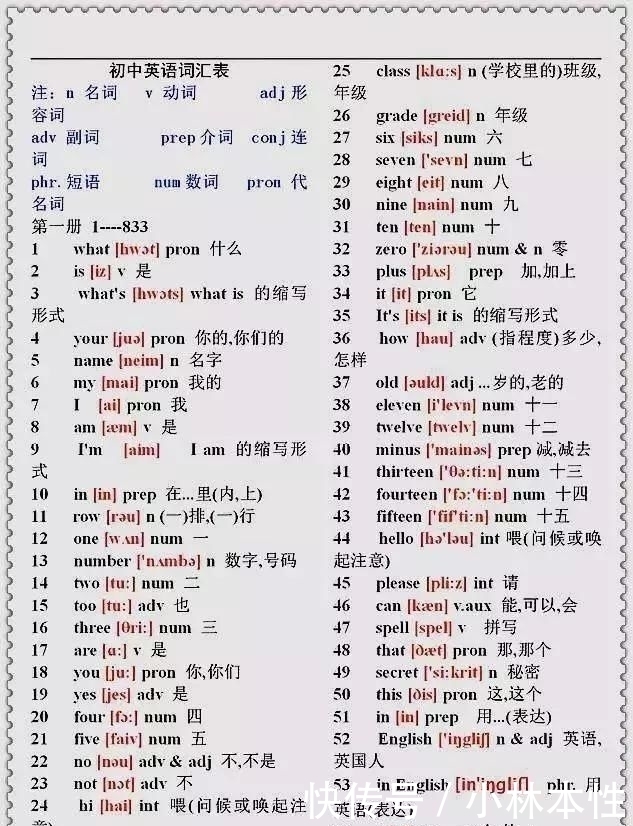 初中英语词汇表
注：n 名词 v 动词 adj 形
容词
adv 副词 prep 介词 conj 连
词
phr. 短语 num 数词 pron 代
名词
第一册 1----833
1 what [hwət] pron 什么
2 is [iz] v 是
3 what's [hwəts] what is 的缩写
形式
4 your [juə] pron 你的,你们的
5 name [neim] n 名字
6 my [mai] pron 我的
7 I [ai] pron 我
8 am [æm] v 是
9 I'm [aim] I am 的缩写形
式
10 in [in] prep 在...里(内,上)
11 row [rəu] n (一)排,(一)行
12 one [wʌn] num 一
13 number ['nʌmbə] n 数字,号码
14 two [tu:] num 二
15 too [tu:] adv 也
16 three [θri:] num 三
17 are [ɑ:] v 是
18 you [ju:] pron 你,你们
19 yes [jes] adv 是
20 four [fɔ:] num 四
21 five [faiv] num 五
22 no [nəu] adv & adj 不,不是
23 not [nɔt] adv 不
24 hi [hai] int 喂(问候或唤起注
意)
25 class [klɑ:s] n (学校里的)班级,
年级
26 grade [greid] n 年级
27 six [siks] num 六
28 seven ['sevn] num 七
29 eight [eit] num 八
30 nine [nain] num 九
31 ten [ten] num 十
32 zero ['ziərəu] num & n 零
33 plus [plʌs] prep 加,加上
34 it [it] pron 它
35 It's [its] it is 的缩写形式
36 how [hau] adv (指程度)多少,
怎样
37 old [əuld] adj ...岁的,老的
38 eleven [i'levn] num 十一
39 twelve [twelv] num 十二
40 minus ['mainəs] prep 减,减去
41 thirteen ['θə:ti:n] num 十三
42 fourteen ['fɔ:'ti:n] num 十四
43 fifteen ['fif'ti:n] num 十五
44 hello [hə'ləu] int 喂(问候或唤
起注意)
45 please [pli:z] int 请
46 can [kæn] v.aux 能,可以,会
47 spell [spel] v 拼写
48 that [ðæt] pron 那,那个
49 secret ['si:krit] n 秘密
50 this [ðis] pron 这,这个
51 in [in] prep 用...(表达)
52 English ['iŋgliʃ] n & adj 英语,
英国人
53 in English [in'iŋgliʃ] phr. 用
英语(表达)
快传号 / 小林本性